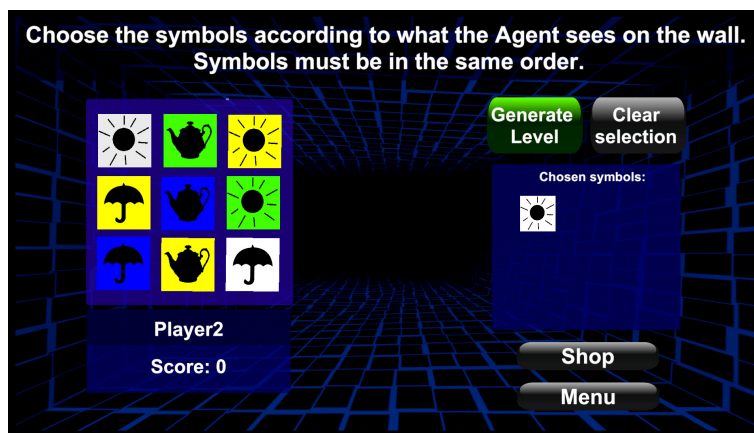 Choose the symbols according to what the Agent sees on the wall.
Symbols must be in the same order.
Generate
Level
Clear
selection
Chosen symbols:
Player2
Score: 0
Shop
Menu